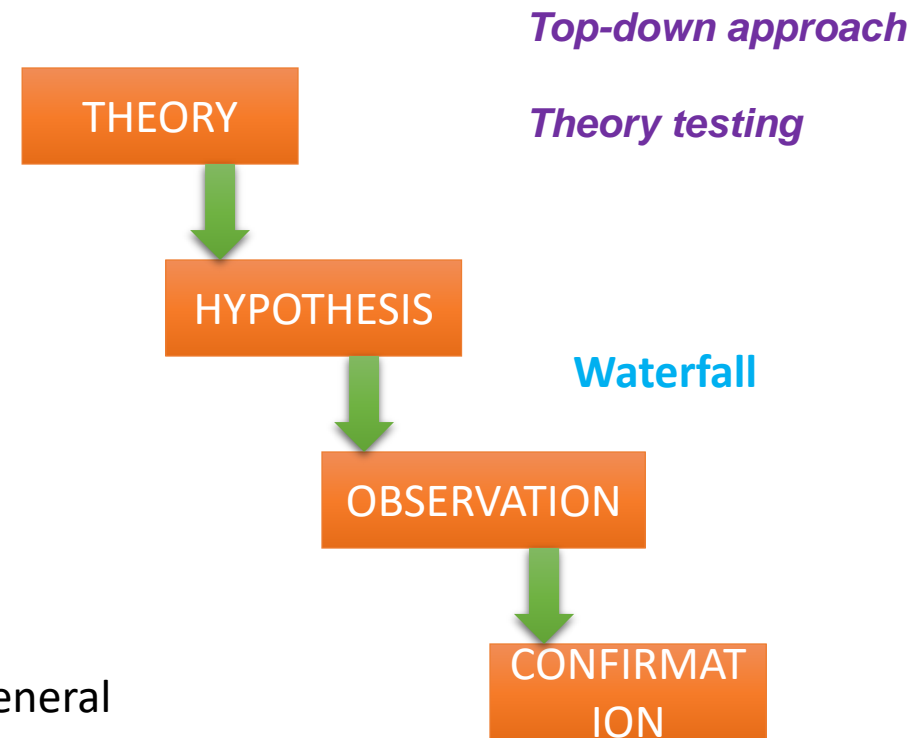 Top-down approach
THEORY
Theory testing
HYPOTHESIS
Waterfall
OBSERVATION
CONFIRMAT
ION
eneral